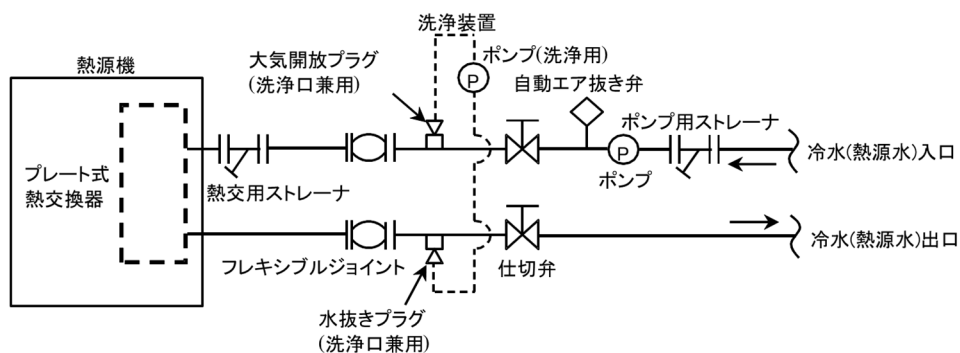 洗浄装置
熱源機
大気開放プラグ
(洗浄口兼用)
ポンプ(洗浄用)
P
自動エア抜き弁
ポンプ用ストレーナ
プレート式
熱交換器
熱交用ストレーナ
P
ポンプ
冷水(熱源水)入口
フレキシブルジョイント
仕切弁
冷水(熱源水)出口
水抜きプラグ
(洗浄口兼用)